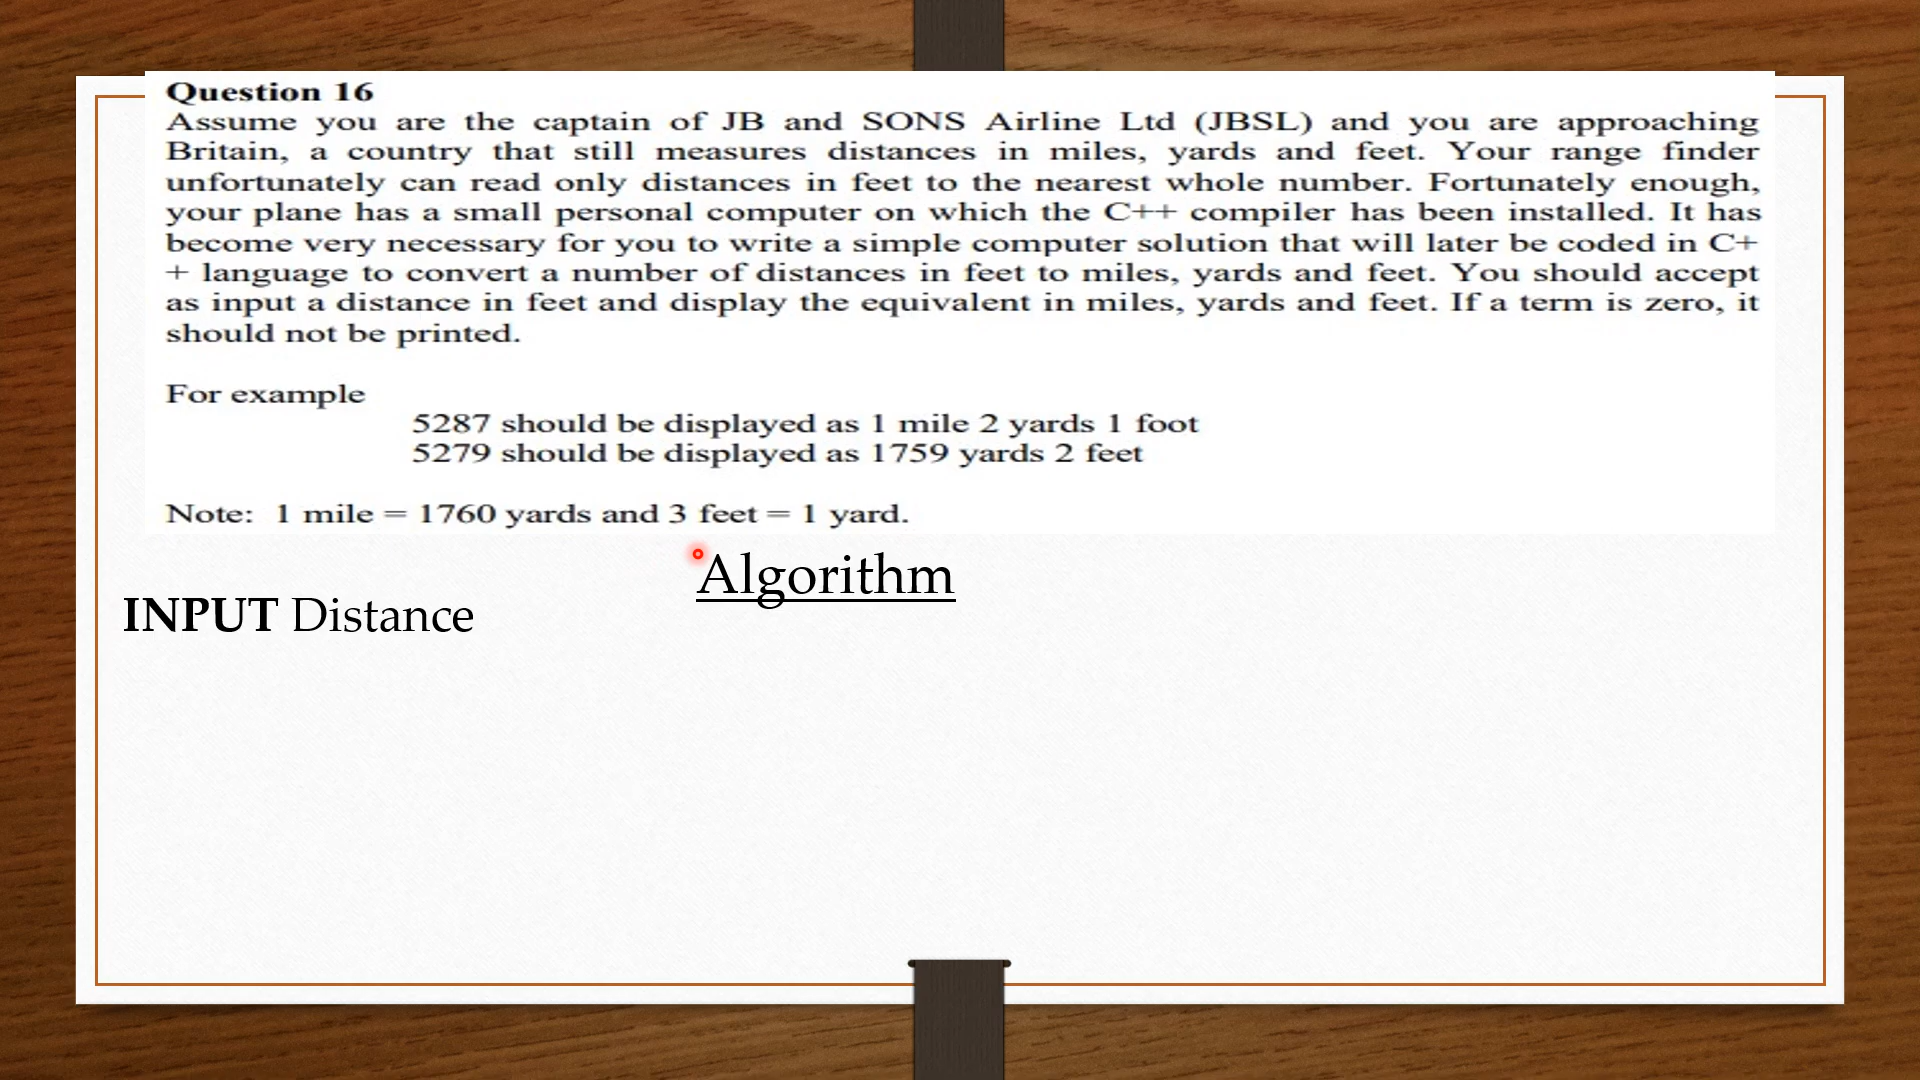 Question 16
Assume you are the captain of JB and SONS Airline Ltd (JBSL) and you are approaching
Britain, a country that still measures distances in miles, yards and feet. Your range finder
unfortunately can read only distances in feet to the nearest whole number. Fortunately enough,
your plane has a small personal computer on which the C++ compiler has been installed. It has
become very necessary for you to write a simple computer solution that will later be coded in C+
+ language to convert a number of distances in feet to miles, yards and feet. You should accept
as input a distance in feet and display the equivalent in miles, yards and feet. If a term is zero, it
should not be printed.
For example
5287 should be displayed as 1 mile 2 yards 1 foot
5279 should be displayed as 1759 yards 2 feet
Note: 1 mile = 1760 yards and 3 feet = 1 yard.
Algorithm
INPUT Distance